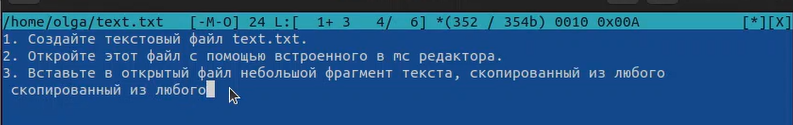 /home/olga/text.txt [-M-O] 24 L:[ 1+ 3 4/ 6] *(352 / 354b) 0010 0x00A [*][X]
1. Создайте текстовый файл text.txt.
2. Откройте этот файл с помощью встроенного в mc редактора.
3. Вставьте в открытый файл небольшой фрагмент текста, скопированный из любого
скопированный из любого